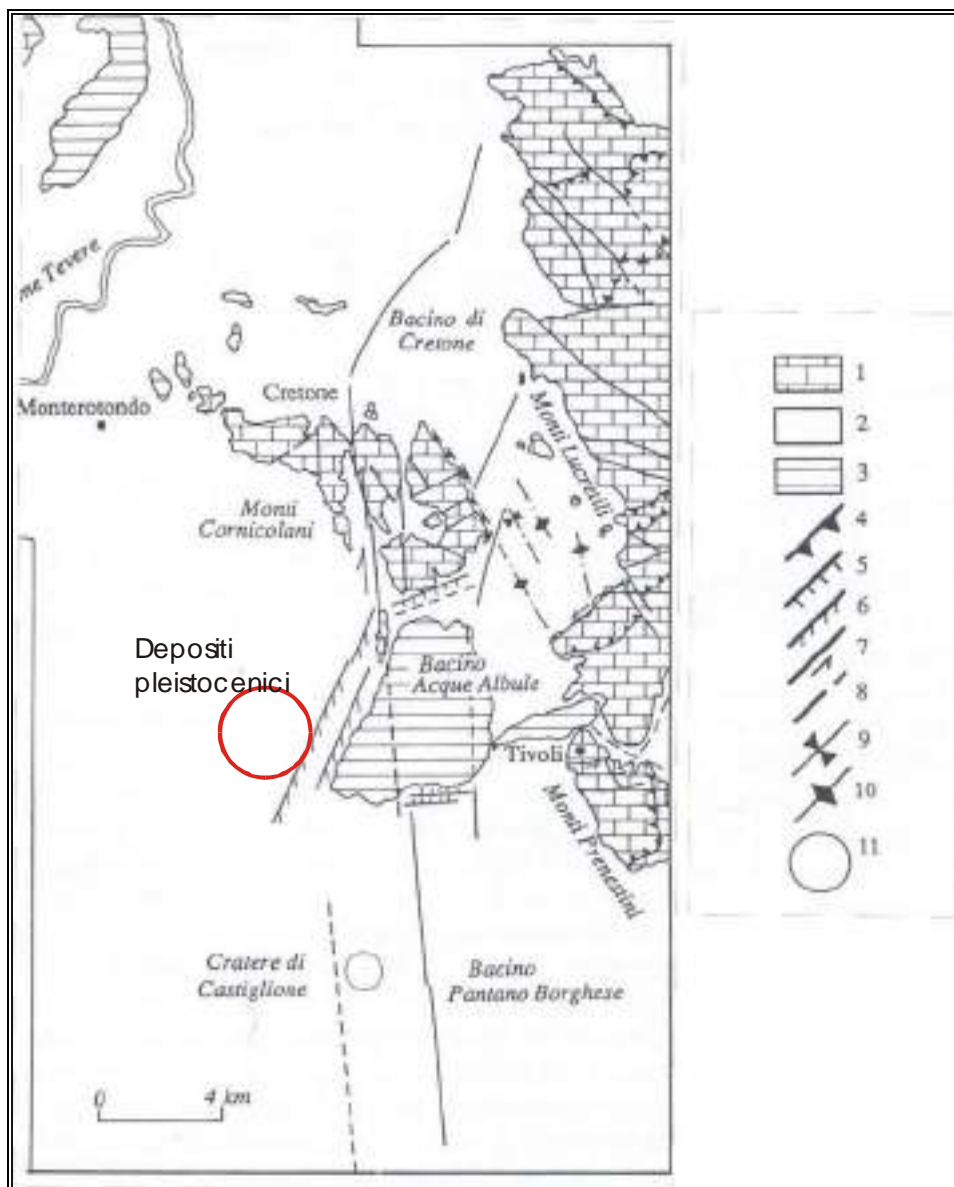 me Tevere
Bacino di
Cretone
Cretone
Monterotondo
Monti Lucretili
Monti
Cornicolani
Depositi
pleistocenici
Bacino
Acque Albule
Tivoli
Monti Prenestini
Cratere di
Castiglione
Bacino
Pantano Borghese
0 4 km
1
2
3
4
5
6
7
8
9
10
11